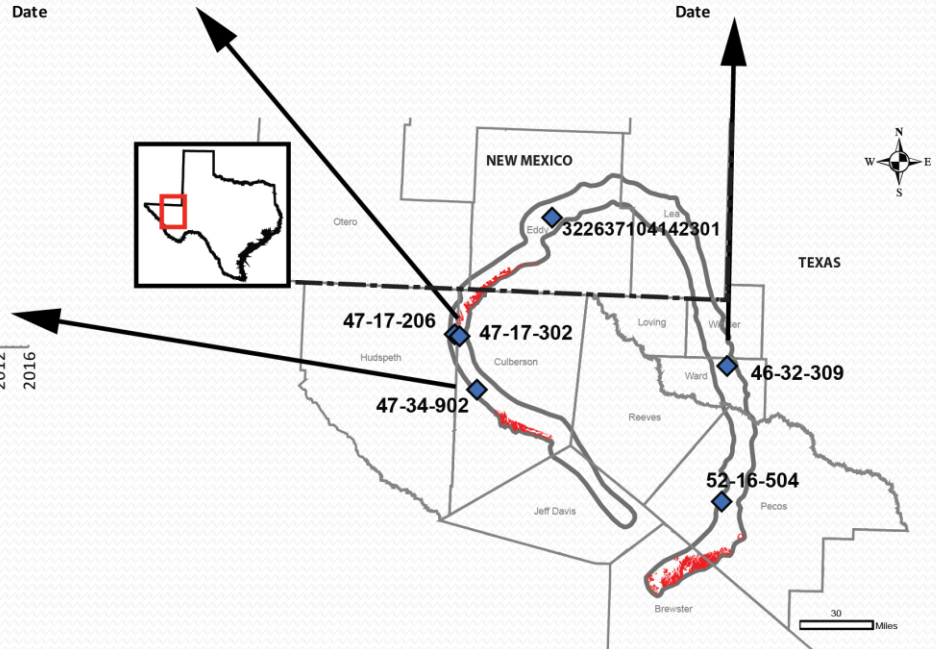 Date
Date
N
W E
S
NEW MEXICO
Otero
Lea
Eddy
322637104142301
TEXAS
47-17-206
47-17-302
Loving
Winkler
Hudspeth
Culberson
2012
2016
Ward
46-32-309
47-34-902
Reeves
52-16-504
Pecos
Jeff Davis
Brewster
30
Miles